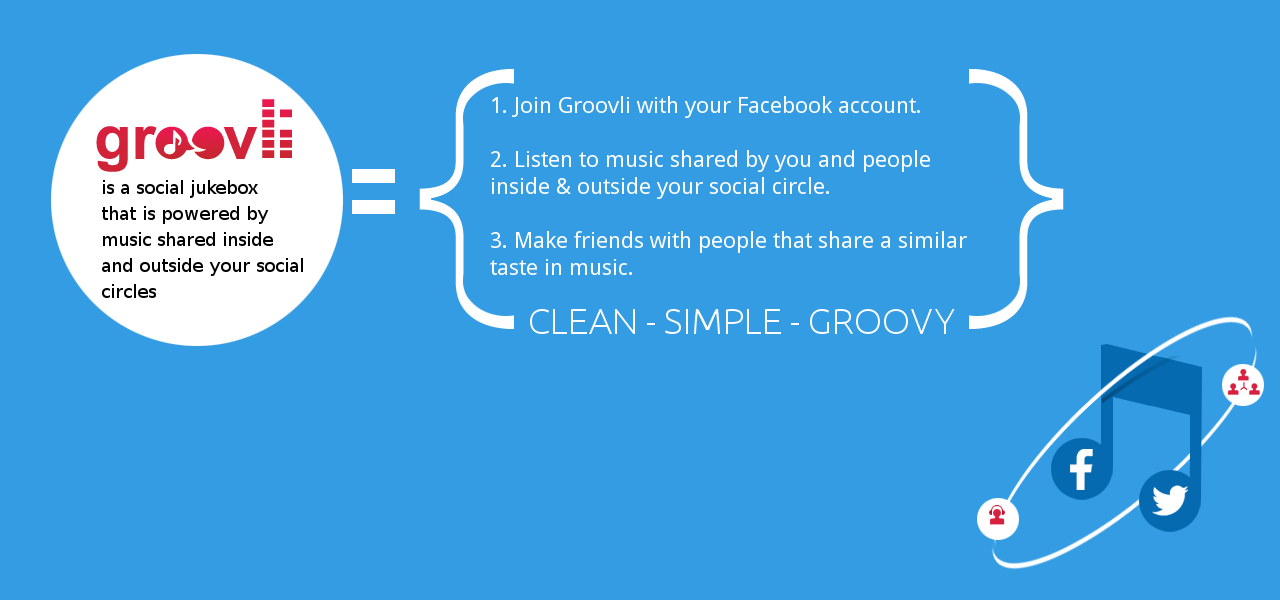 groovli
is a social jukebox
that is powered by
music shared inside
and outside your social
circles
1. Join Groovli with your Facebook account.
2. Listen to music shared by you and people
inside & outside your social circle.
3. Make friends with people that share a similar
taste in music.
CLEAN - SIMPLE - GROOVY